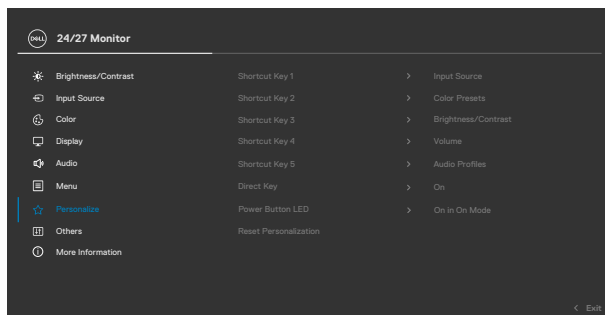 DELL
24/27 Monitor
Brightness/Contrast
Shortcut Key 1 > Input Source
Input Source
Shortcut Key 2 > Color Presets
Color
Shortcut Key 3 > Brightness/Contrast
Display
Shortcut Key 4 > Volume
Audio
Shortcut Key 5 > Audio Profiles
Menu
Direct Key > On
Personalize
Power Button LED > On in On Mode
Others
Reset Personalization
More Information
< Exit